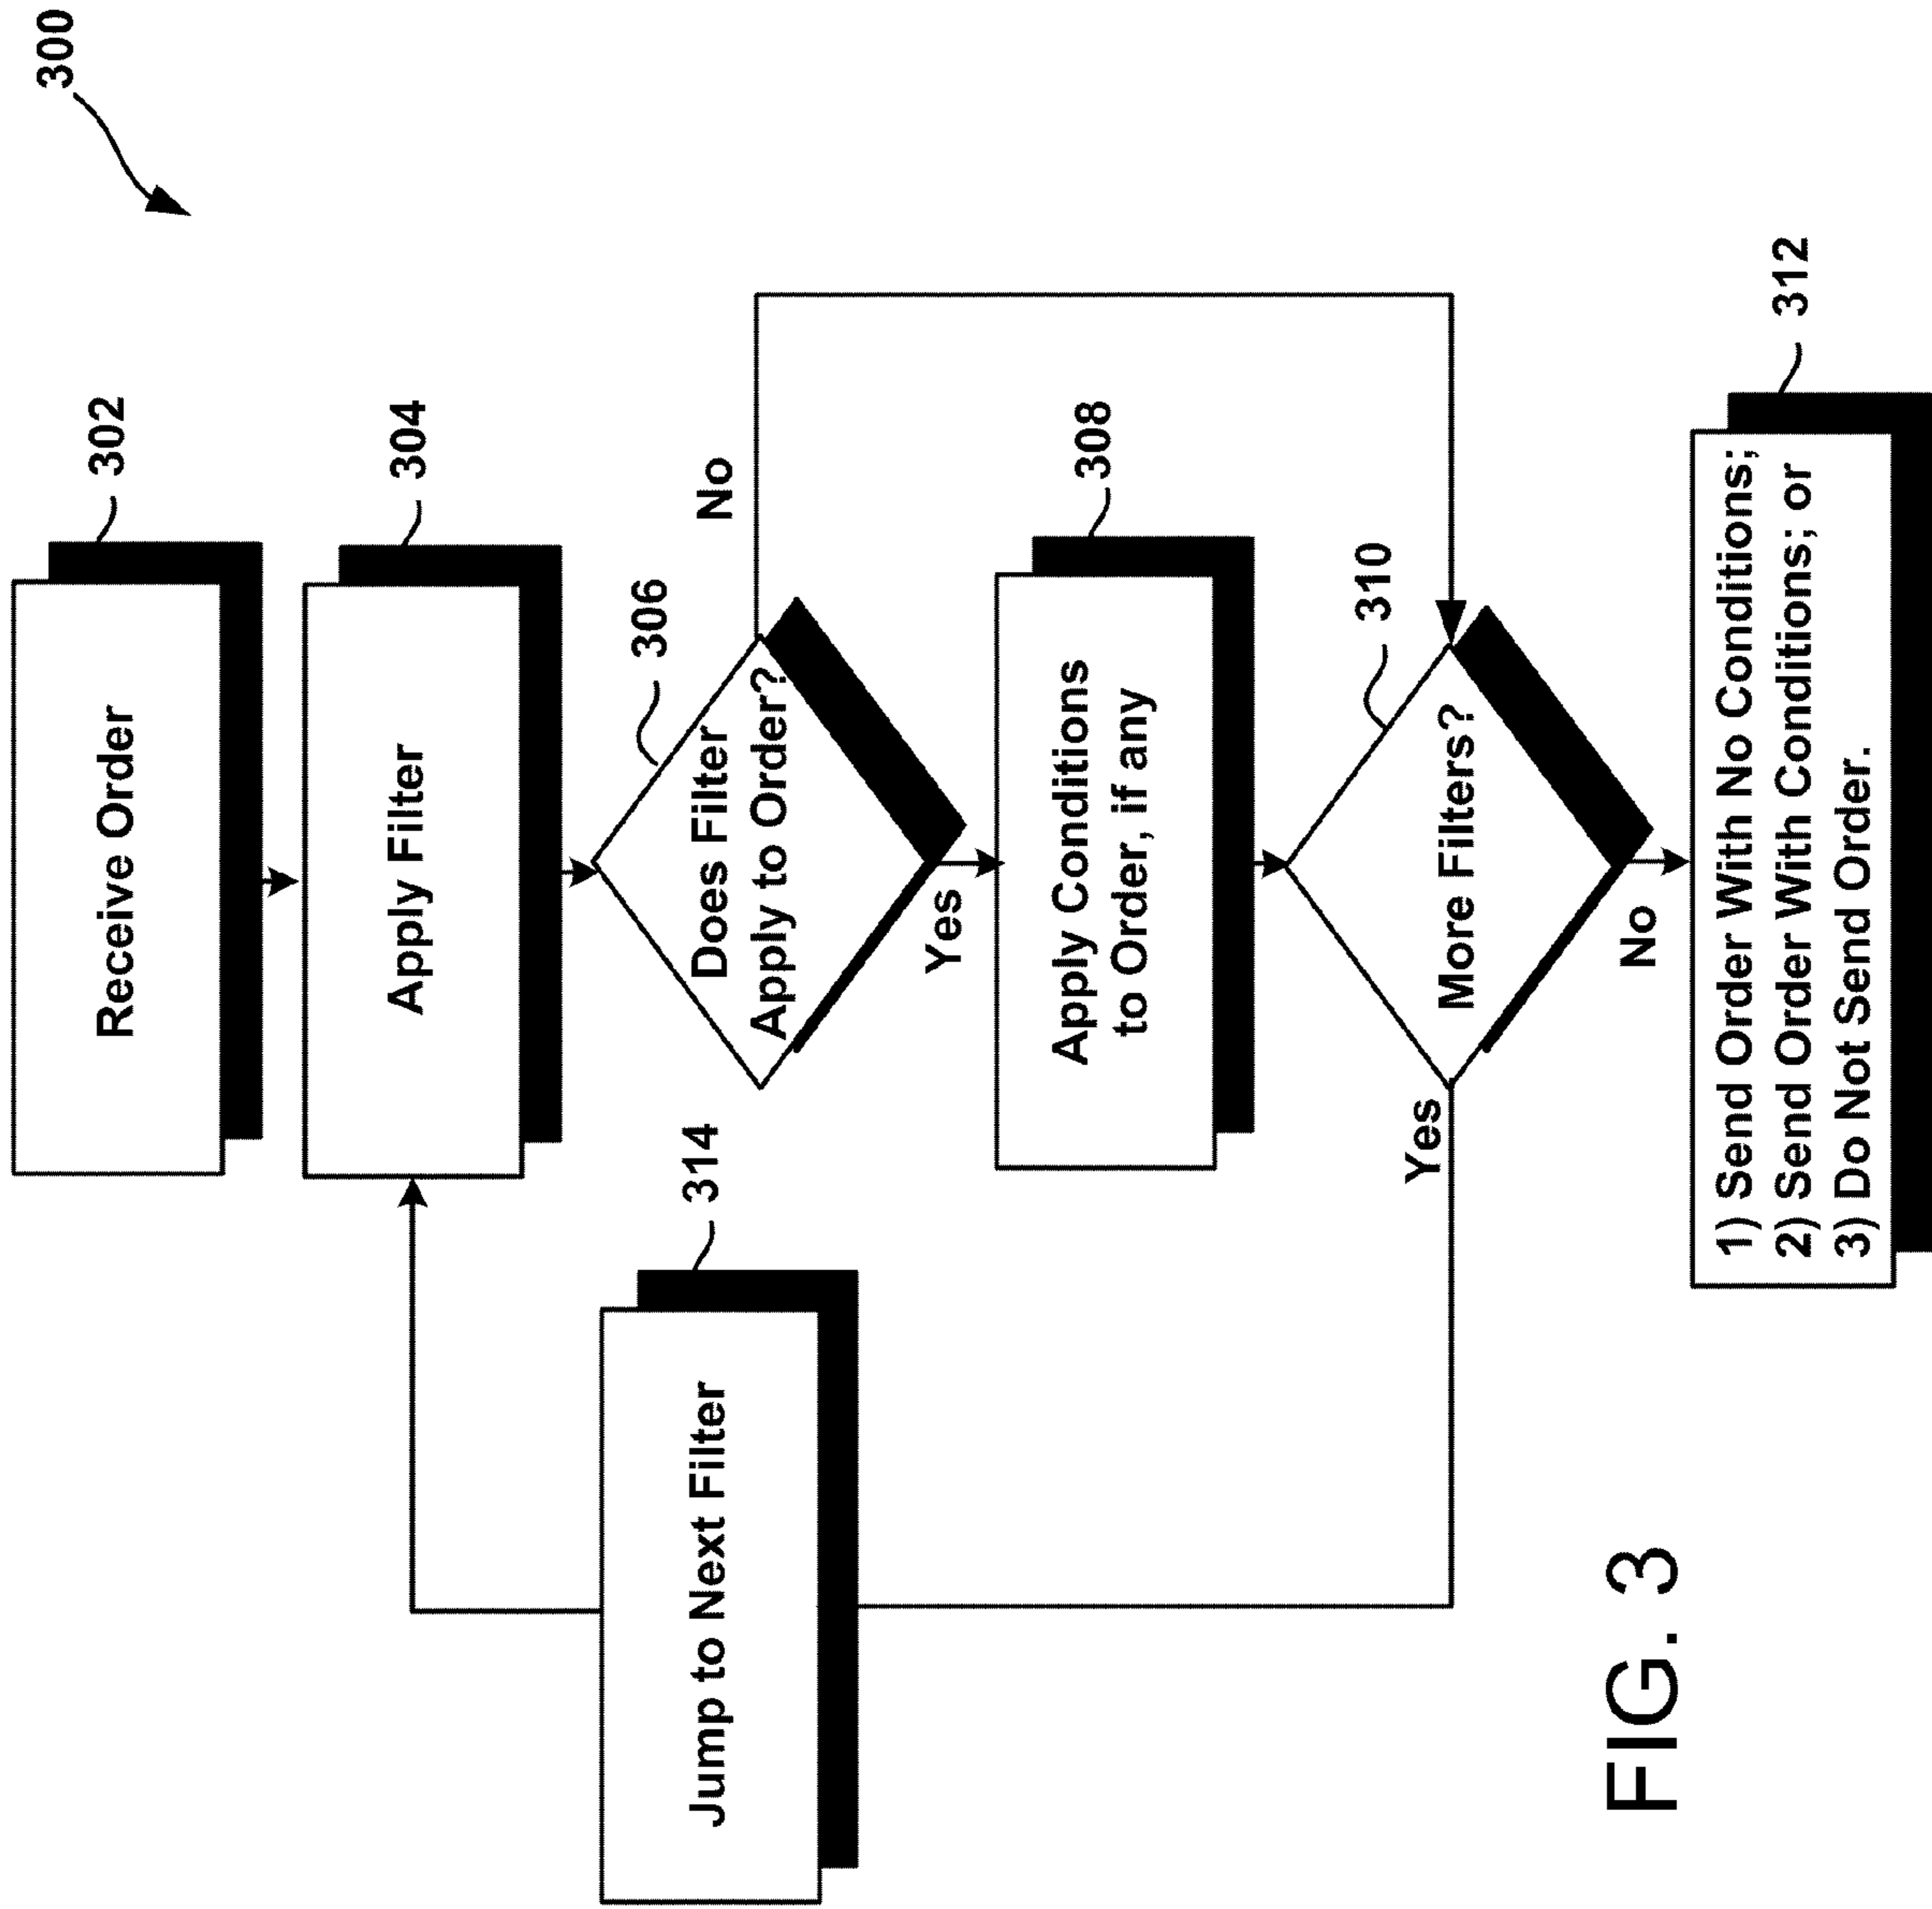 300
Receive Order
302
Apply Filter
304
Does Filter
Apply to Order?
306
No
Yes
Apply Conditions
to Order, if any
308
More Filters?
310
Yes
No
Jump to Next Filter
314
1) Send Order With No Conditions;
2) Send Order With Conditions; or
3) Do Not Send Order.
312
FIG. 3